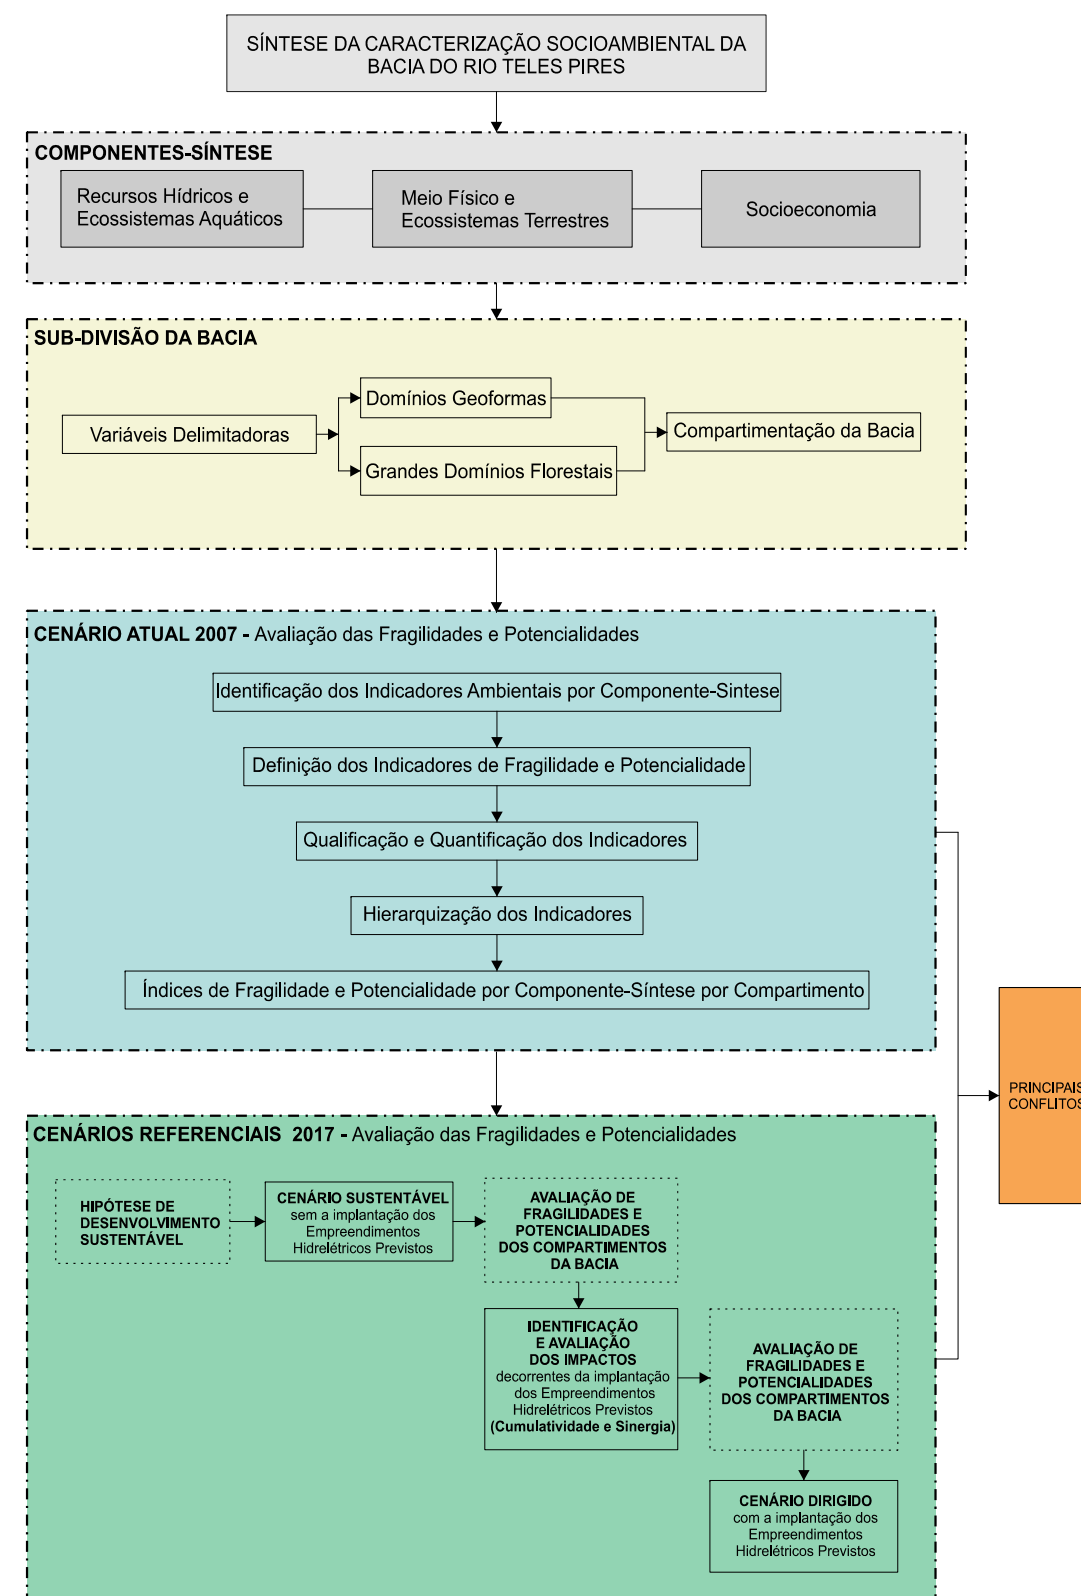 SÍNTESE DA CARACTERIZAÇÃO SOCIOAMBIENTAL DA
BACIA DO RIO TELES PIRES
COMPONENTES-SÍNTESE
Recursos Hídricos e
Ecossistemas Aquáticos
Meio Físico e
Ecossistemas Terrestres
Socioeconomia
SUB-DIVISÃO DA BACIA
Variáveis Delimitadoras
Domínios Geoformas
Grandes Domínios Florestais
Compartimentação da Bacia
CENÁRIO ATUAL 2007 - Avaliação das Fragilidades e Potencialidades
Identificação dos Indicadores Ambientais por Componente-Sintese
Definição dos Indicadores de Fragilidade e Potencialidade
Qualificação e Quantificação dos Indicadores
Hierarquização dos Indicadores
Índices de Fragilidade e Potencialidade por Componente-Síntese por Compartimento
PRINCIPAIS
CONFLITOS
CENÁRIOS REFERENCIAIS 2017 - Avaliação das Fragilidades e Potencialidades
HIPÓTESE DE
DESENVOLVIMENTO
SUSTENTÁVEL
CENÁRIO SUSTENTÁVEL
sem a implantação dos
Empreendimentos
Hidrelétricos Previstos
AVALIAÇÃO DE
FRAGILIDADES E
POTENCIALIDADES
DOS COMPARTIMENTOS
DA BACIA
IDENTIFICAÇÃO
E AVALIAÇÃO
DOS IMPACTOS
decorrentes da implantação
dos Empreendimentos
Hidrelétricos Previstos
(Cumulatividade e Sinergia)
AVALIAÇÃO DE
FRAGILIDADES E
POTENCIALIDADES
DOS COMPARTIMENTOS
DA BACIA
CENÁRIO DIRIGIDO
com a implantação dos
Empreendimentos
Hidrelétricos Previstos